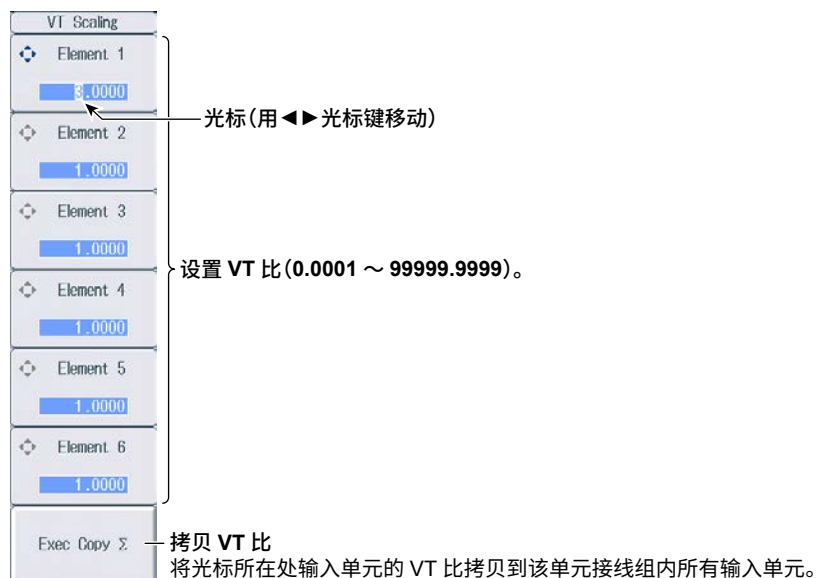 VT Scaling
Element 1
3.0000
光标(用◄►光标键移动)
Element 2
1.0000
Element 3
1.0000
设置 VT 比(0.0001 ～ 99999.9999)。
Element 4
1.0000
Element 5
1.0000
Element 6
1.0000
Exec Copy Σ
拷贝 VT 比
将光标所在处输入单元的 VT 比拷贝到该单元接线组内所有输入单元。